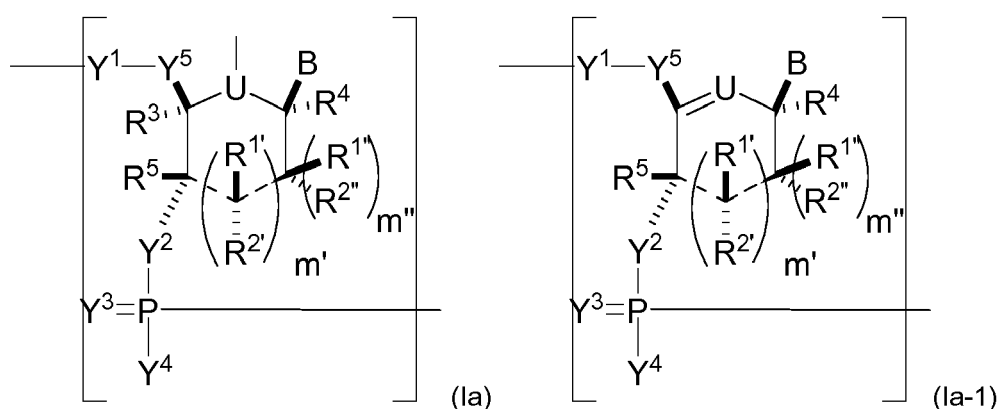 Y¹ Y⁵ U B
R³ R⁴
R⁵ R¹' R¹"
R²"
m"
Y² R²' m'
Y³=P
Y⁴
(Ia)
Y¹ Y⁵ U B
R⁴
R⁵ R¹' R¹"
R²"
m"
Y² R²' m'
Y³=P
Y⁴
(Ia-1)